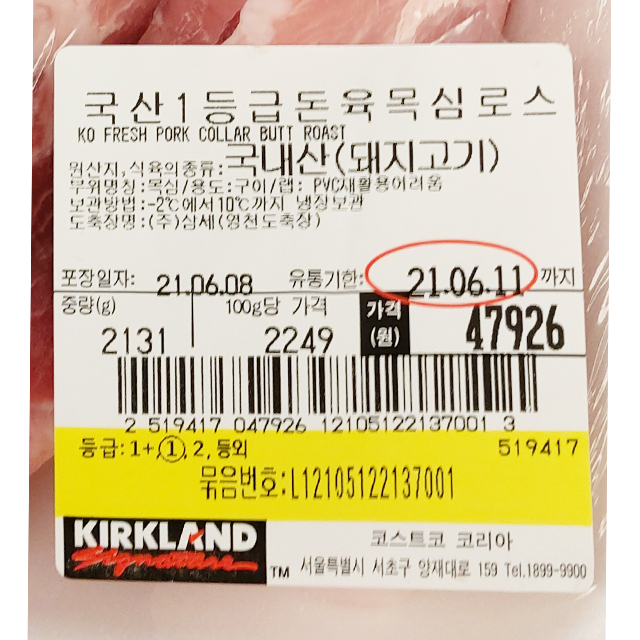 국산1등급돈육목심로스
KO FRESH PORK COLLAR BUTT ROAST
원산지,식육의종류:국내산(돼지고기)
부위명칭:목심/용도:구이/랩: PVC재활용어려움
보관방법:-2℃에서10℃까지 냉장보관
도축장명:(주)삼세(영천도축장)
포장일자: 21.06.08 유통기한: 21.06.11 까지
중량(g) 100g당 가격 가격(원)
2131 2249 47926
2 519417 047926 12105122137001 3
등급:1+,1,2,등외 519417
묶음번호:L12105122137001
KIRKLAND
Signature TM
코스트코 코리아
서울특별시 서초구 양재대로 159 Tel.1899-9900